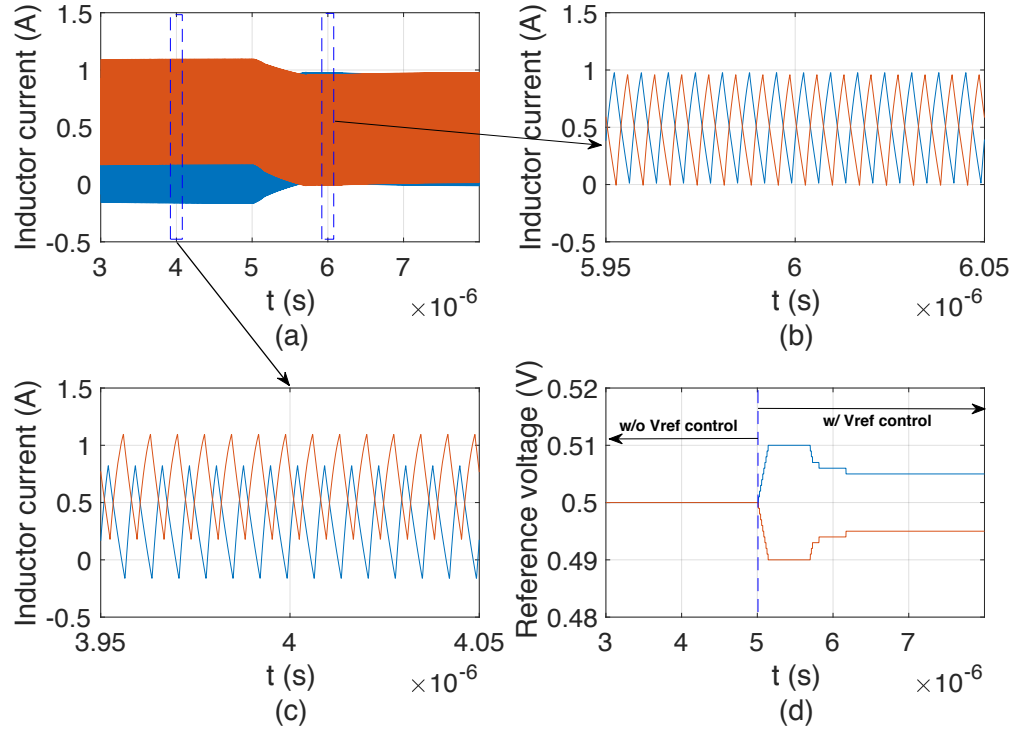 1.5
1
0.5
0
-0.5
Inductor current (A)
3
4
5
6
7
t (s)
×10⁻⁶
(a)
1.5
1
0.5
0
-0.5
Inductor current (A)
5.95
6
6.05
t (s)
×10⁻⁶
(b)
1.5
1
0.5
0
-0.5
Inductor current (A)
3.95
4
4.05
t (s)
×10⁻⁶
(c)
0.52
0.51
0.5
0.49
0.48
Reference voltage (V)
w/o Vref control
w/ Vref control
3
4
5
6
7
t (s)
×10⁻⁶
(d)